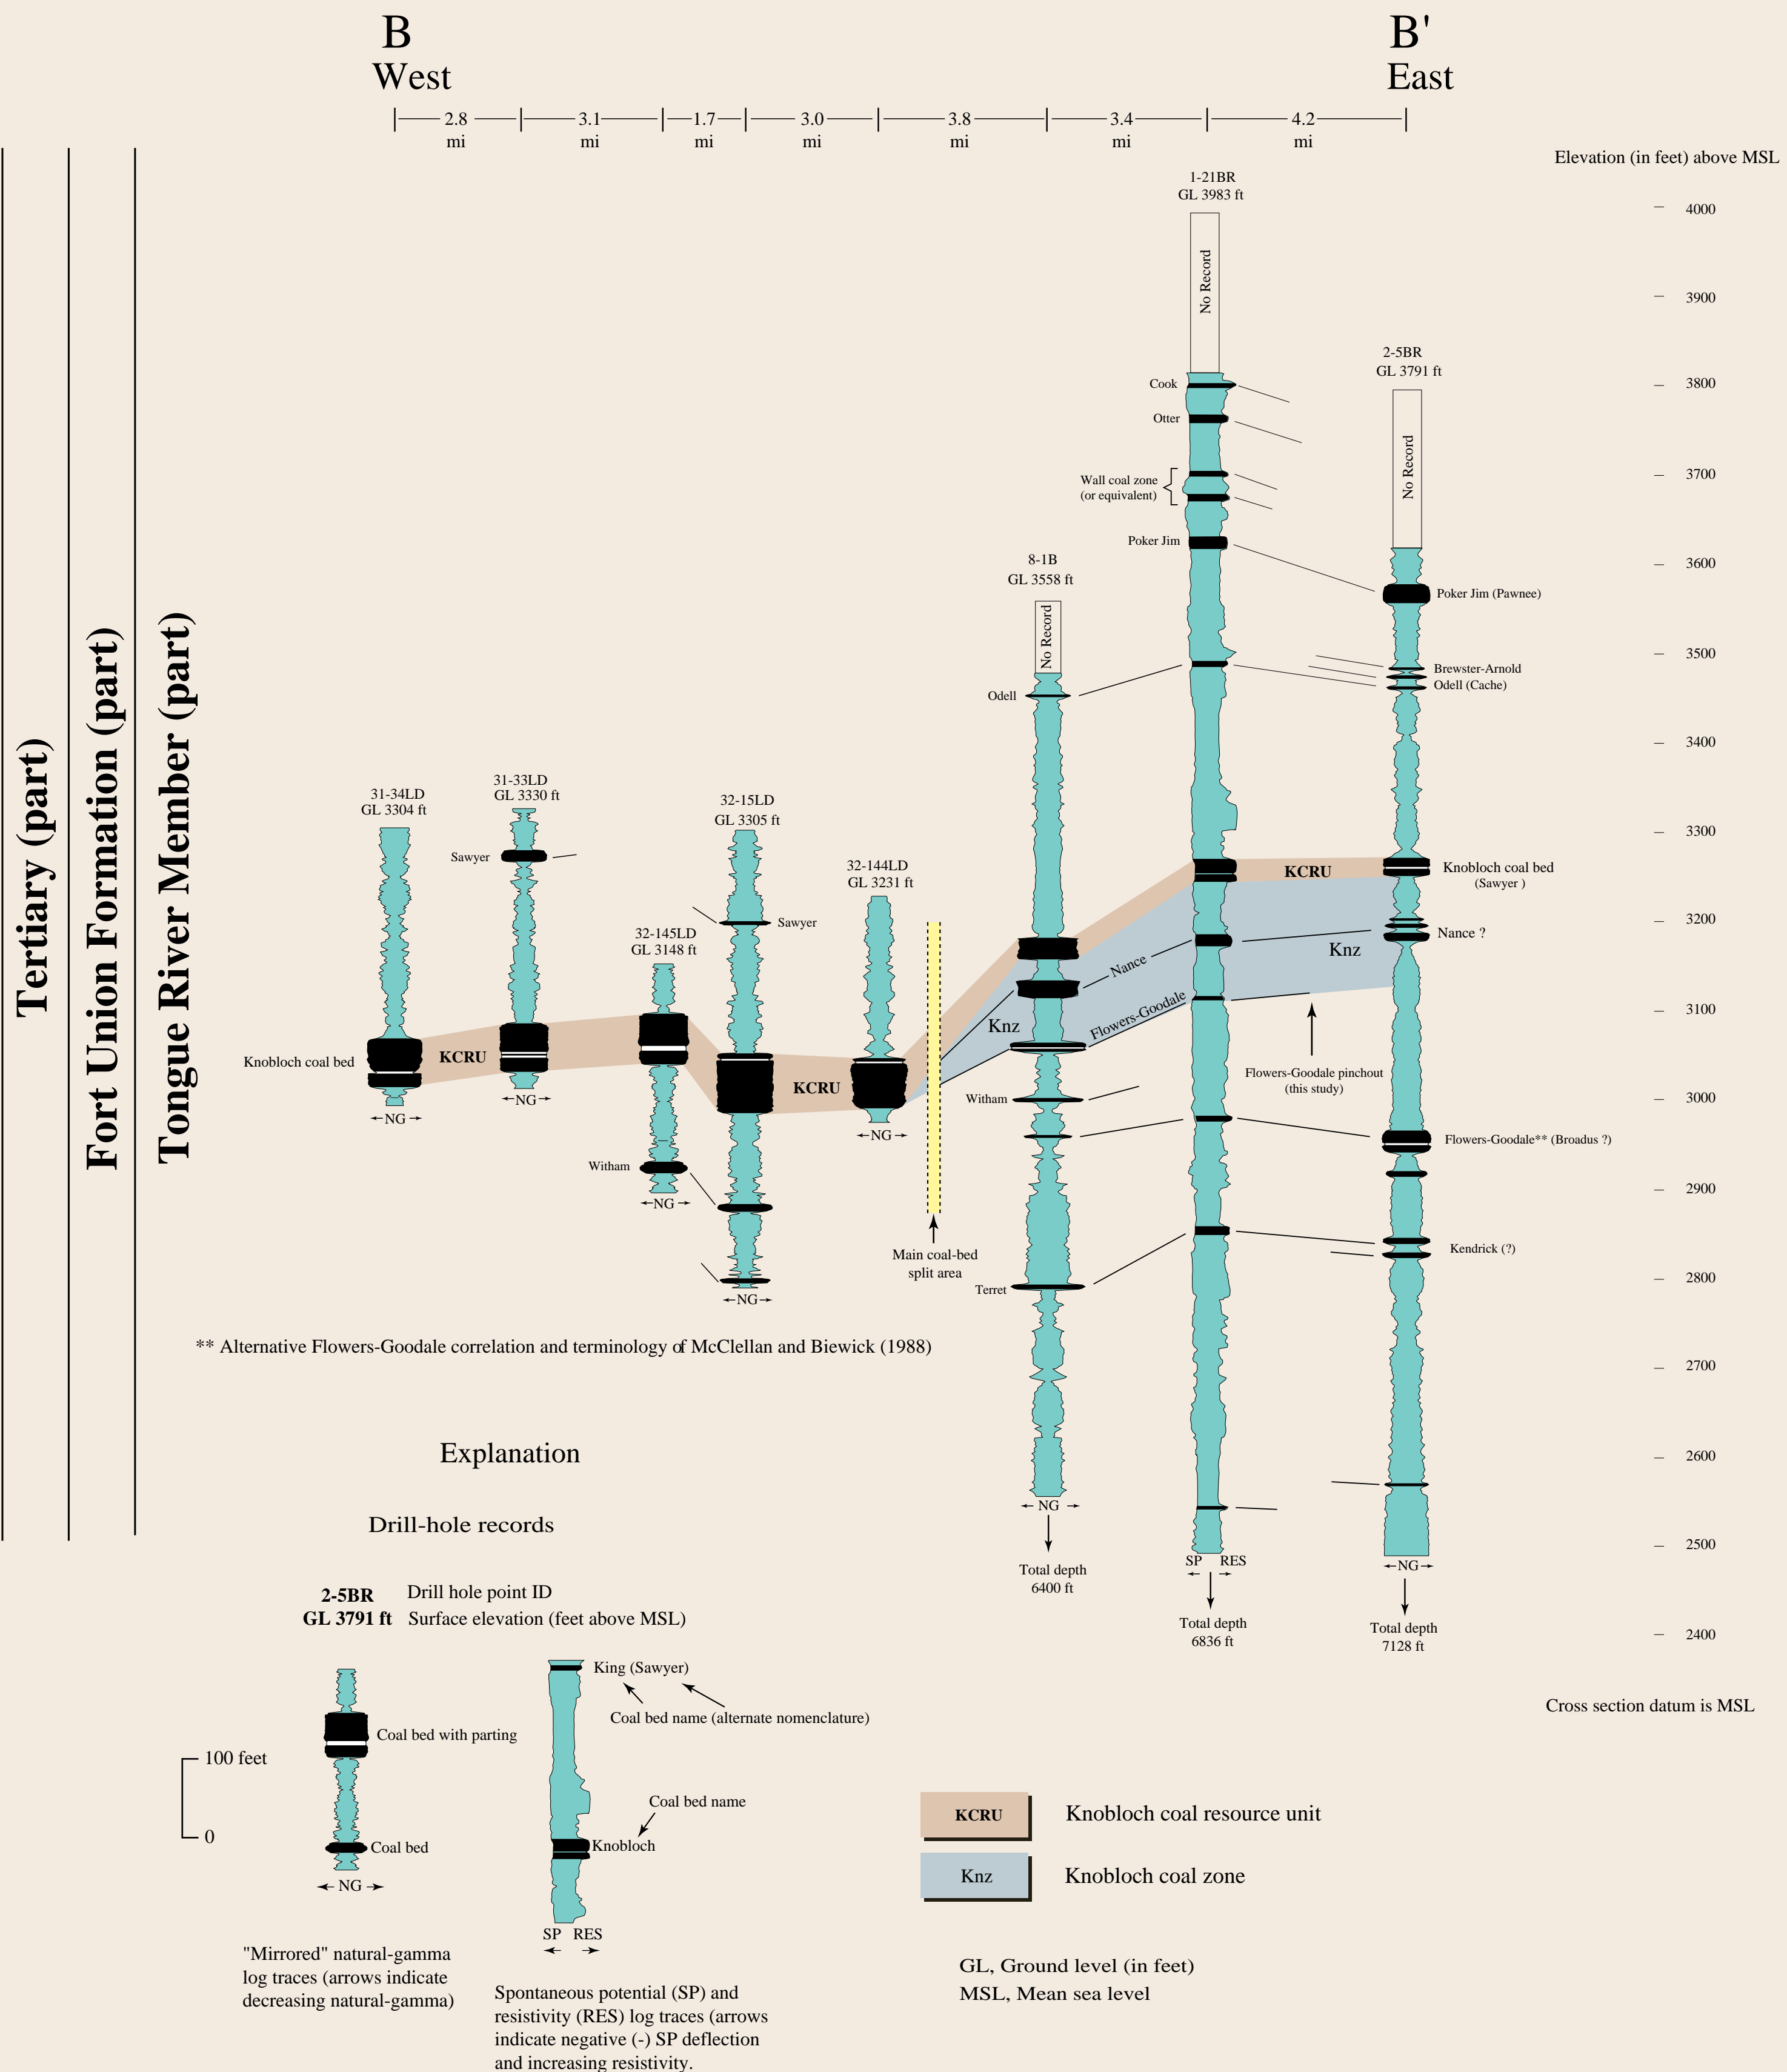 B
West
B'
East
2.8
mi
3.1
mi
1.7
mi
3.0
mi
3.8
mi
3.4
mi
4.2
mi
Elevation (in feet) above MSL
4000
3900
3800
3700
3600
3500
3400
3300
3200
3100
3000
2900
2800
2700
2600
2500
2400
Cross section datum is MSL
Tertiary (part)
Fort Union Formation (part)
Tongue River Member (part)
31-34LD
GL 3304 ft
Knobloch coal bed
NG
KCRU
31-33LD
GL 3330 ft
Sawyer
NG
32-145LD
GL 3148 ft
Witham
NG
32-15LD
GL 3305 ft
Sawyer
NG
KCRU
32-144LD
GL 3231 ft
NG
Main coal-bed
split area
8-1B
GL 3558 ft
No Record
Odell
Knz
Witham
Terret
NG
Total depth
6400 ft
Nance
Flowers-Goodale
1-21BR
GL 3983 ft
No Record
Cook
Otter
Wall coal zone
(or equivalent)
Poker Jim
SP RES
Total depth
6836 ft
KCRU
Knz
Flowers-Goodale pinchout
(this study)
2-5BR
GL 3791 ft
No Record
Poker Jim (Pawnee)
Brewster-Arnold
Odell (Cache)
Knobloch coal bed
(Sawyer )
Nance ?
Flowers-Goodale** (Broadus ?)
Kendrick (?)
NG
Total depth
7128 ft
** Alternative Flowers-Goodale correlation and terminology of McClellan and Biewick (1988)
Explanation
Drill-hole records
2-5BR Drill hole point ID
GL 3791 ft Surface elevation (feet above MSL)
100 feet
0
Coal bed with parting
Coal bed
NG
"Mirrored" natural-gamma
log traces (arrows indicate
decreasing natural-gamma)
King (Sawyer)
Coal bed name (alternate nomenclature)
Coal bed name
Knobloch
SP RES
Spontaneous potential (SP) and
resistivity (RES) log traces (arrows
indicate negative (-) SP deflection
and increasing resistivity.
KCRU Knobloch coal resource unit
Knz Knobloch coal zone
GL, Ground level (in feet)
MSL, Mean sea level